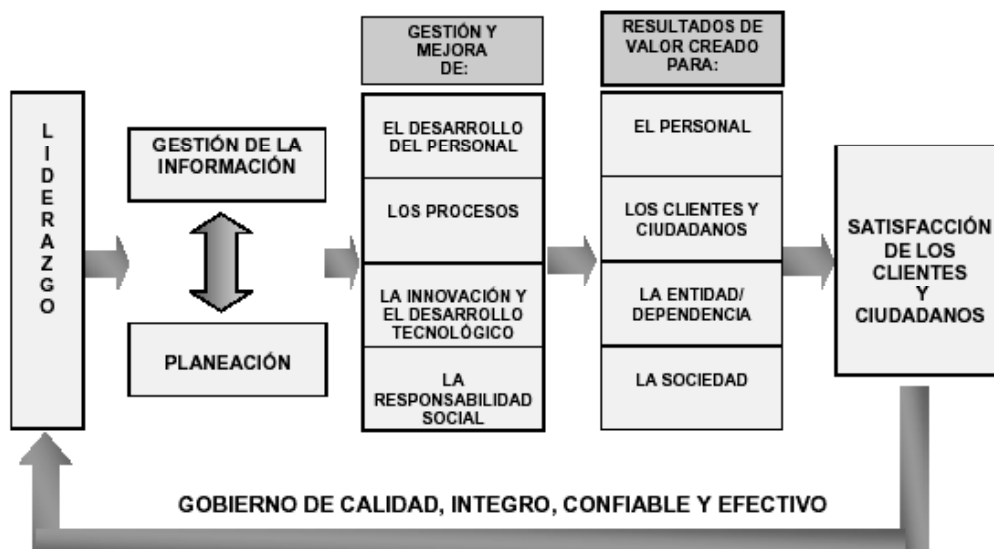 LIDERAZGO
GESTIÓN DE LA
INFORMACIÓN
PLANEACIÓN
GESTIÓN Y
MEJORA
DE:
EL DESARROLLO
DEL PERSONAL
LOS PROCESOS
LA INNOVACIÓN Y
EL DESARROLLO
TECNOLÓGICO
LA
RESPONSABILIDAD
SOCIAL
RESULTADOS DE
VALOR CREADO
PARA:
EL PERSONAL
LOS CLIENTES Y
CIUDADANOS
LA ENTIDAD/
DEPENDENCIA
LA SOCIEDAD
SATISFACCIÓN
DE LOS
CLIENTES
Y
CIUDADANOS
GOBIERNO DE CALIDAD, INTEGRO, CONFIABLE Y EFECTIVO